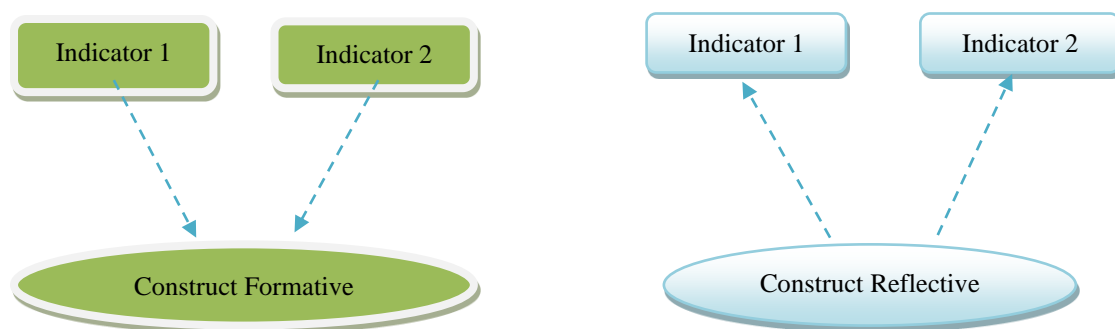 Indicator 1
Indicator 2
Indicator 1
Indicator 2
Construct Formative
Construct Reflective